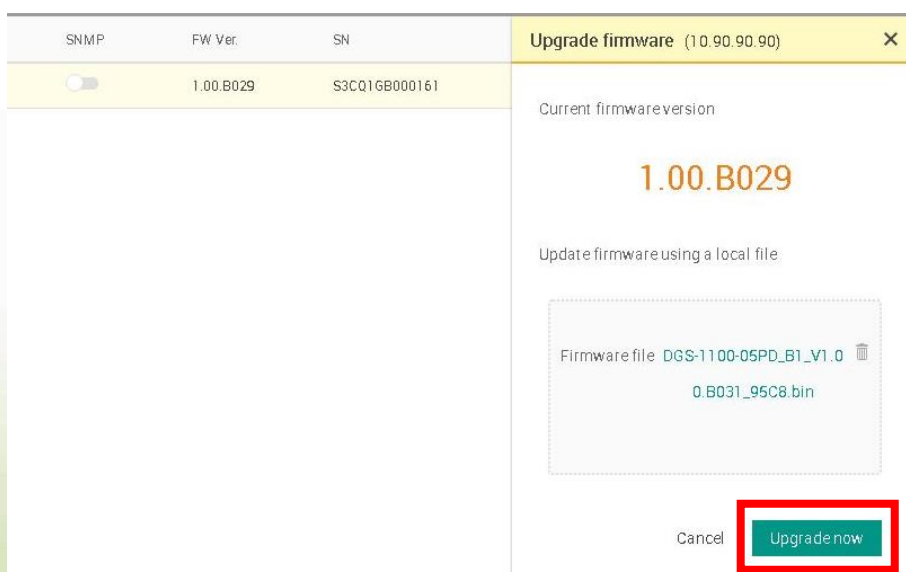 SNMP FW Ver. SN
1.00.B029 S3CQ1GB000161
Upgrade firmware (10.90.90.90)
Current firmware version
1.00.B029
Update firmware using a local file
Firmware file DGS-1100-05PD_B1_V1.0
0.B031_95C8.bin
Cancel Upgrade now